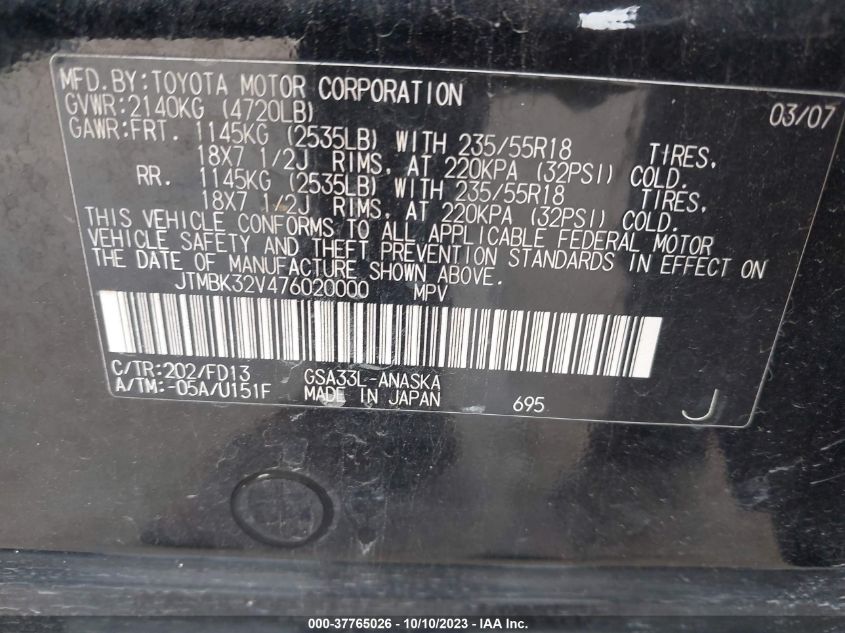 MFD.BY:TOYOTA MOTOR CORPORATION 03/07
GVWR:2140KG (4720LB)
GAWR:FRT. 1145KG (2535LB) WITH 235/55R18 TIRES,
18X7 1/2J RIMS, AT 220KPA (32PSI) COLD.
RR. 1145KG (2535LB) WITH 235/55R18 TIRES,
18X7 1/2J RIMS, AT 220KPA (32PSI) COLD.
THIS VEHICLE CONFORMS TO ALL APPLICABLE FEDERAL MOTOR
VEHICLE SAFETY AND THEFT PREVENTION STANDARDS IN EFFECT ON
THE DATE OF MANUFACTURE SHOWN ABOVE.
JTMBK32V476020000 MPV
C/TR:202/FD13 GSA33L-ANASKA
A/TM:-05A/U151F MADE IN JAPAN 695 J
000-37765026 - 10/10/2023 - IAA Inc.